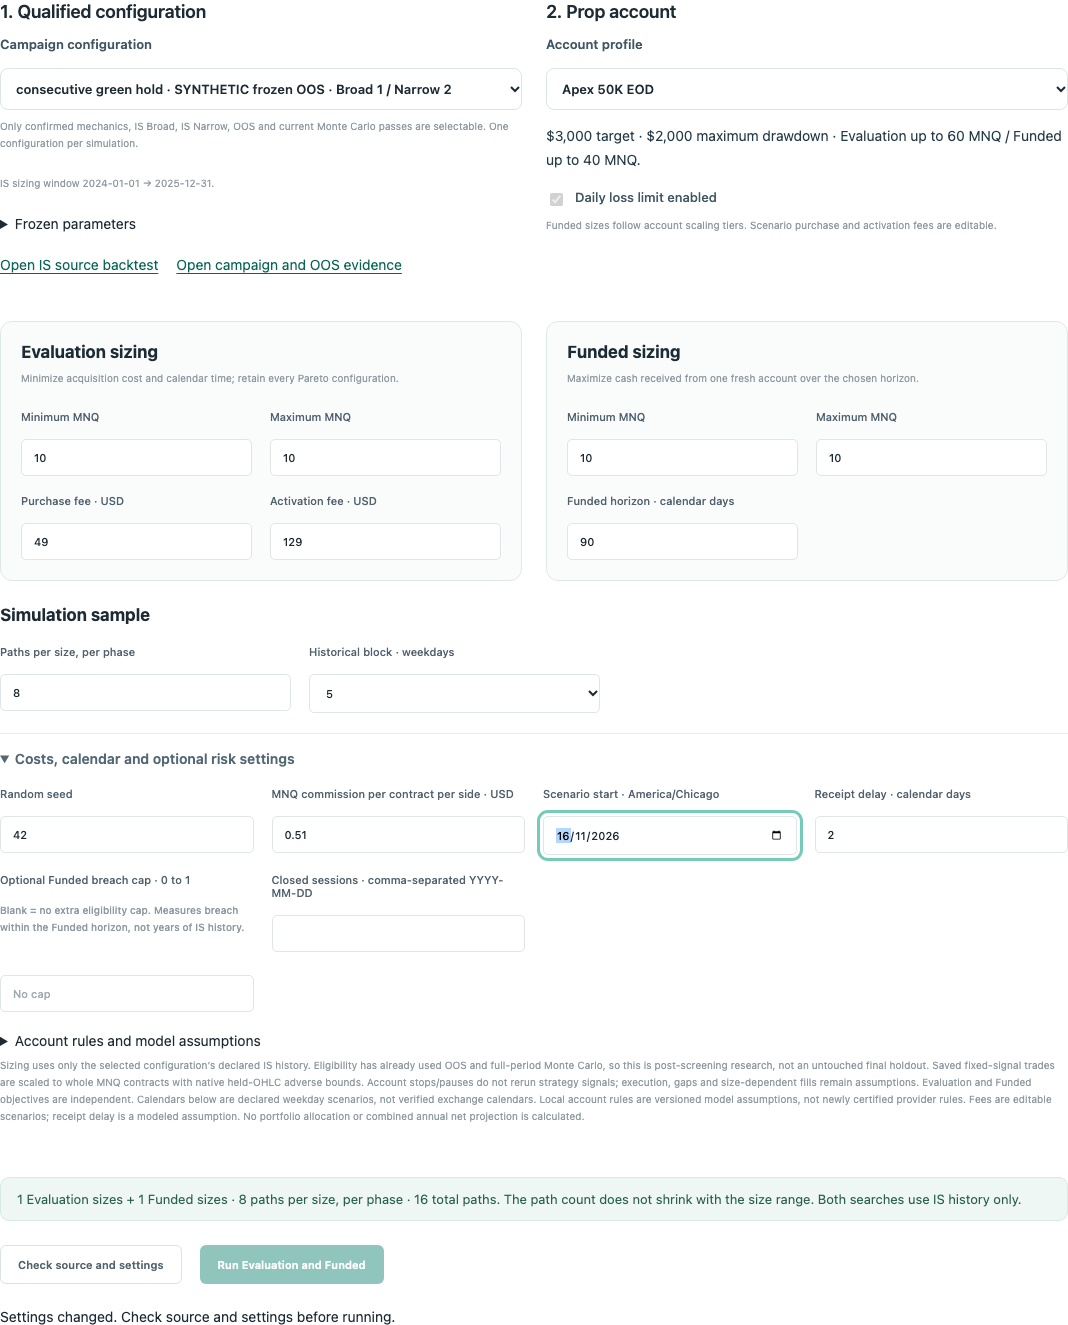 1. Qualified configuration
Campaign configuration
consecutive green hold · SYNTHETIC frozen OOS · Broad 1 / Narrow 2
Only confirmed mechanics, IS Broad, IS Narrow, OOS and current Monte Carlo passes are selectable. One
configuration per simulation.
IS sizing window 2024-01-01 → 2025-12-31.
Frozen parameters
Open IS source backtest Open campaign and OOS evidence
2. Prop account
Account profile
Apex 50K EOD
$3,000 target · $2,000 maximum drawdown · Evaluation up to 60 MNQ / Funded
up to 40 MNQ.
Daily loss limit enabled
Funded sizes follow account scaling tiers. Scenario purchase and activation fees are editable.
Evaluation sizing
Minimize acquisition cost and calendar time; retain every Pareto configuration.
Minimum MNQ Maximum MNQ
10 10
Purchase fee · USD Activation fee · USD
49 129
Funded sizing
Maximize cash received from one fresh account over the chosen horizon.
Minimum MNQ Maximum MNQ
10 10
Funded horizon · calendar days
90
Simulation sample
Paths per size, per phase Historical block · weekdays
8 5
Costs, calendar and optional risk settings
Random seed MNQ commission per contract per side · USD Scenario start · America/Chicago Receipt delay · calendar days
42 0.51 16/11/2026 2
Optional Funded breach cap · 0 to 1
Blank = no extra eligibility cap. Measures breach
within the Funded horizon, not years of IS history.
No cap
Closed sessions · comma-separated YYYY-
MM-DD
Account rules and model assumptions
Sizing uses only the selected configuration's declared IS history. Eligibility has already used OOS and full-period Monte Carlo, so this is post-screening research, not an untouched final holdout. Saved fixed-signal trades
are scaled to whole MNQ contracts with native held-OHLC adverse bounds. Account stops/pauses do not rerun strategy signals; execution, gaps and size-dependent fills remain assumptions. Evaluation and Funded
objectives are independent. Calendars below are declared weekday scenarios, not verified exchange calendars. Local account rules are versioned model assumptions, not newly certified provider rules. Fees are editable
scenarios; receipt delay is a modeled assumption. No portfolio allocation or combined annual net projection is calculated.
1 Evaluation sizes + 1 Funded sizes · 8 paths per size, per phase · 16 total paths. The path count does not shrink with the size range. Both searches use IS history only.
Check source and settings Run Evaluation and Funded
Settings changed. Check source and settings before running.